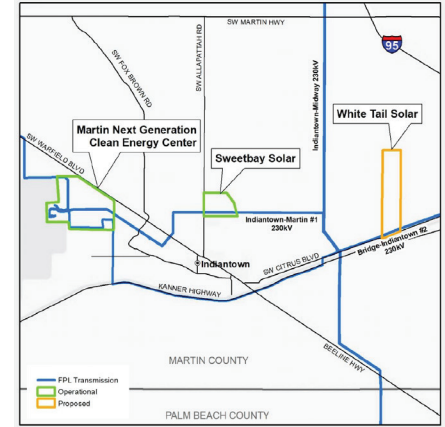 SW MARTIN HWY
95
SW FOX BROWN RD
SW ALLAPATTAH RD
Indiantown-Midway 230kV
White Tail Solar
Martin Next Generation
Clean Energy Center
Sweetbay Solar
SW WARFIELD BLVD
Indiantown-Martin #1
230kV
Bridge-Indiantown #2
230kV
SW CITRUS BLVD
Indiantown
KANNER HIGHWAY
BEELINE HWY
MARTIN COUNTY
PALM BEACH COUNTY
FPL Transmission
Operational
Proposed